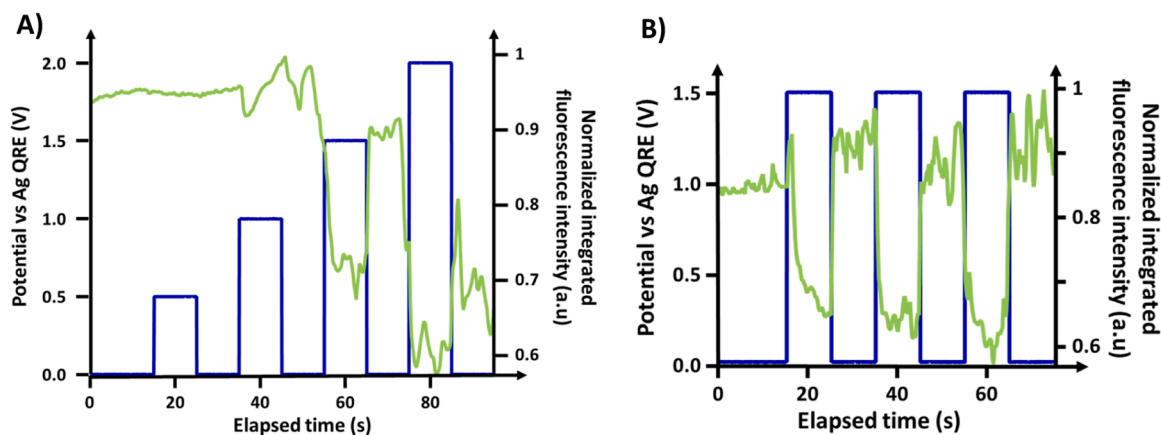 A)
Potential vs Ag QRE (V)
2.0
1.5
1.0
0.5
0.0
0
20
40
60
80
Elapsed time (s)
1
0.9
0.8
0.7
0.6
Normalized integrated
fluorescence intensity (a.u)
B)
Potential vs Ag QRE (V)
1.5
1.0
0.5
0.0
0
20
40
60
Elapsed time (s)
1
0.8
0.6
Normalized integrated
fluorescence intensity (a.u)